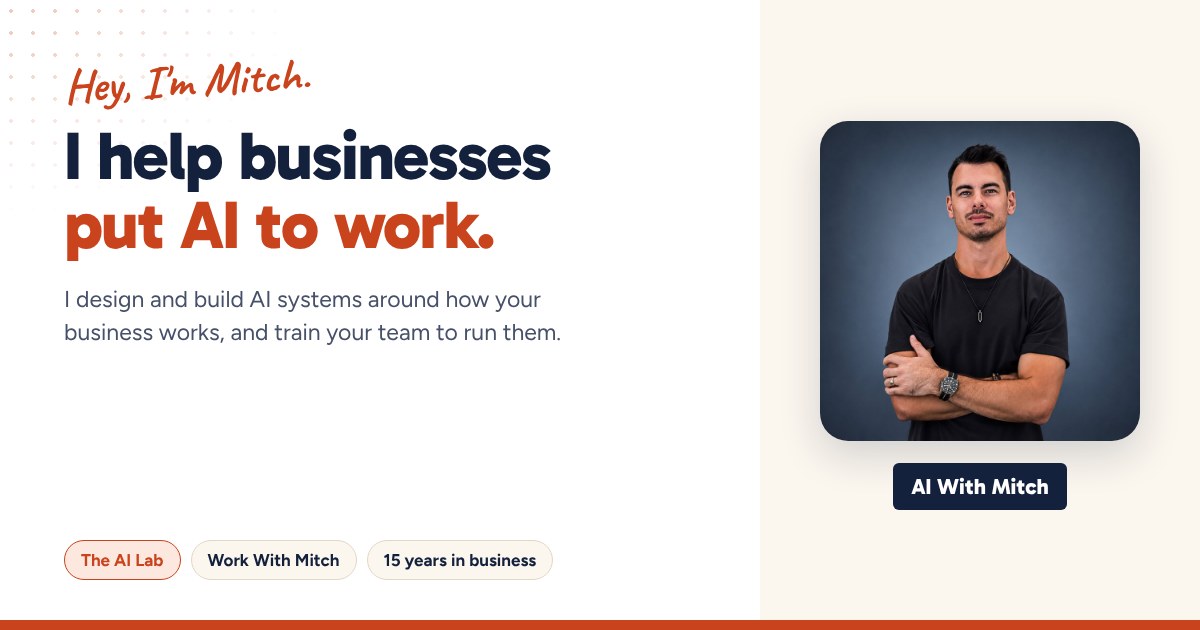 Hey, I'm Mitch.
I help businesses
put AI to work.
I design and build AI systems around how your
business works, and train your team to run them.
The AI Lab
Work With Mitch
15 years in business
AI With Mitch